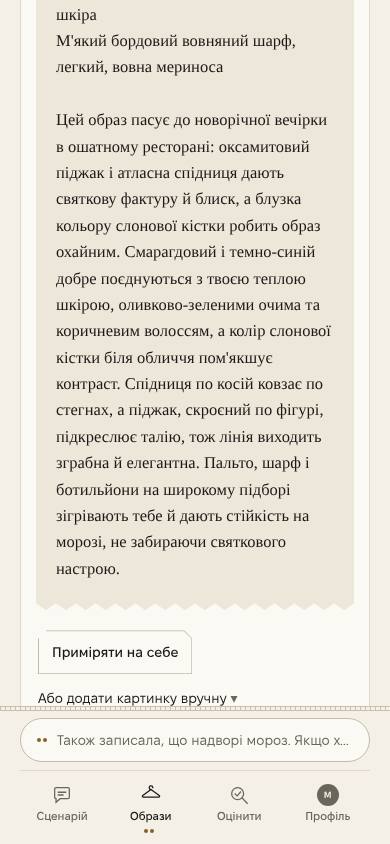 шкіра
М'який бордовий вовняний шарф,
легкий, вовна мериноса
Цей образ пасує до новорічної вечірки
в ошатному ресторані: оксамитовий
піджак і атласна спідниця дають
святкову фактуру й блиск, а блузка
кольору слонової кістки робить образ
охайним. Смарагдовий і темно-синій
добре поєднуються з твоєю теплою
шкірою, оливково-зеленими очима та
коричневим волоссям, а колір слонової
кістки біля обличчя пом'якшує
контраст. Спідниця по косій ковзає по
стегнах, а піджак, скроєний по фігурі,
підкреслює талію, тож лінія виходить
зграбна й елегантна. Пальто, шарф і
ботильйони на широкому підборі
зігрівають тебе й дають стійкість на
морозі, не забираючи святкового
настрою.
Приміряти на себе
Або додати картинку вручну ▾
Також записала, що надворі мороз. Якщо х...
Сценарій Образи Оцінити М Профіль